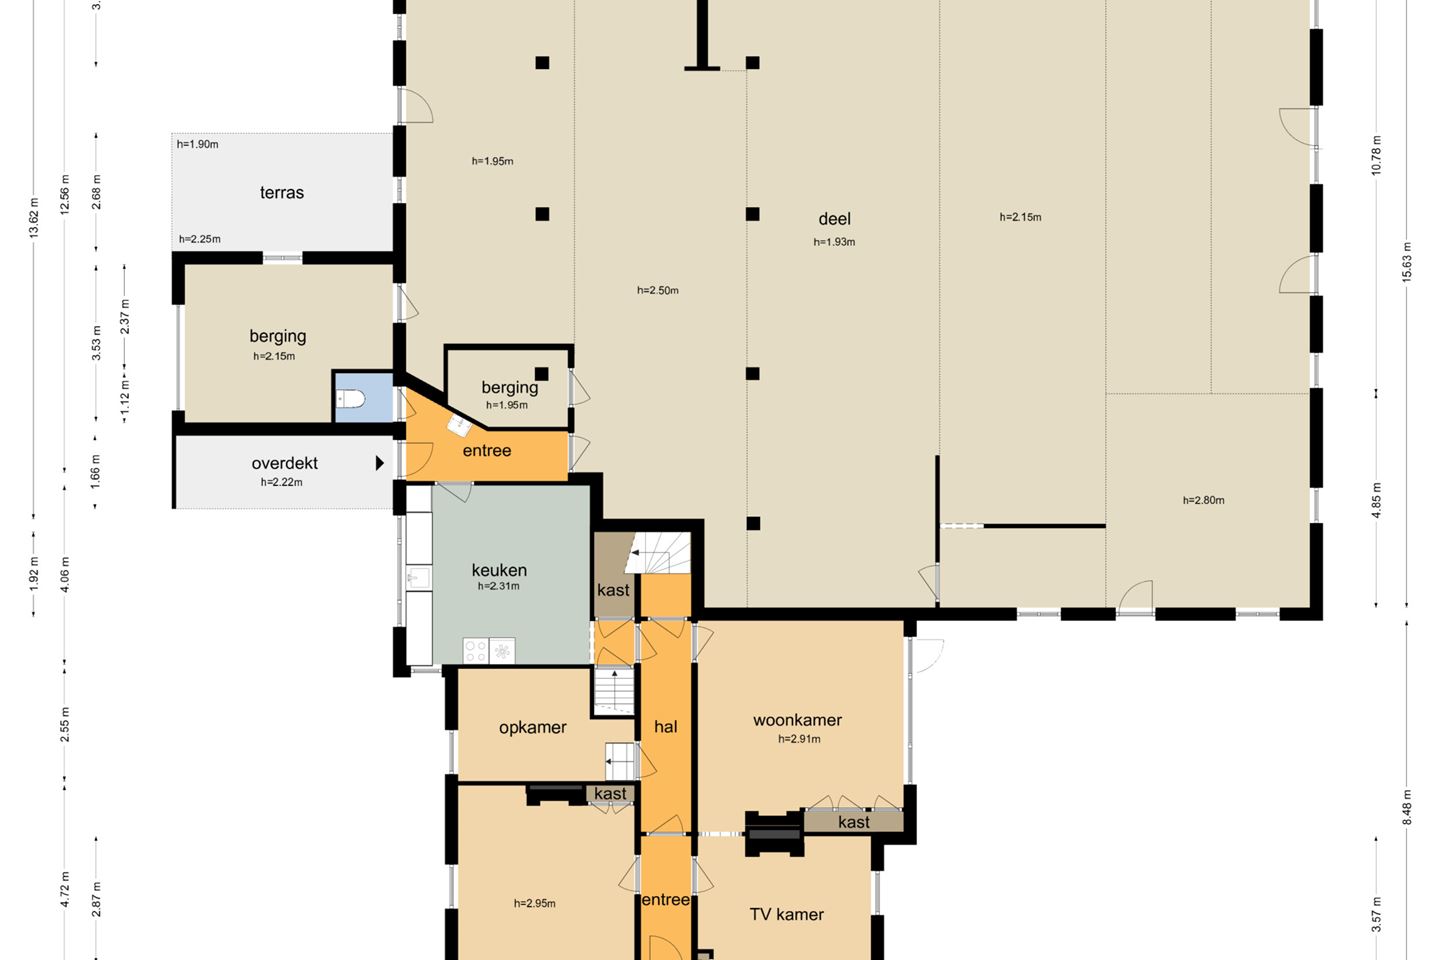 3.
h=1.90m
terras
h=2.25m
h=1.95m
deel
h=1.93m
h=2.15m
h=2.50m
berging
h=2.15m
berging
h=1.95m
entree
overdekt
h=2.22m
h=2.80m
keuken
h=2.31m
kast
opkamer
hal
woonkamer
h=2.91m
kast
kast
h=2.95m
entree
TV kamer
13.62 m
1.92 m
12.56 m
4.06 m
2.55 m
4.72 m
2.68 m
3.53 m
1.66 m
2.87 m
2.37 m
1.12 m
10.78 m
4.85 m
3.57 m
15.63 m
8.48 m